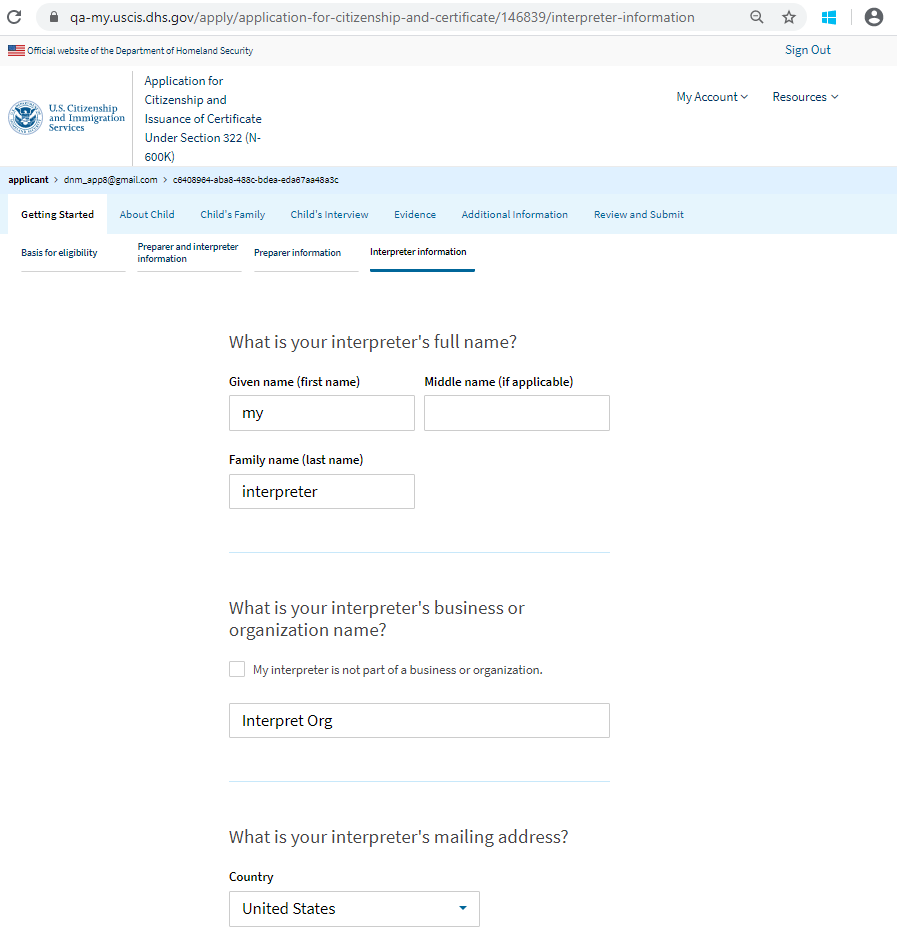 qa-my.uscis.dhs.gov/apply/application-for-citizenship-and-certificate/146839/interpreter-information
Official website of the Department of Homeland Security
Sign Out
U.S. Citizenship
and Immigration
Services
Application for
Citizenship and
Issuance of Certificate
Under Section 322 (N-
600K)
My Account
Resources
applicant > dnm_app8@gmail.com > c6408964-aba8-488c-bdea-eda67aa48a3c
Getting Started
About Child
Child's Family
Child's Interview
Evidence
Additional Information
Review and Submit
Basis for eligibility
Preparer and interpreter
information
Preparer information
Interpreter information
What is your interpreter's full name?
Given name (first name)
Middle name (if applicable)
my
Family name (last name)
interpreter
What is your interpreter's business or
organization name?
My interpreter is not part of a business or organization.
Interpret Org
What is your interpreter's mailing address?
Country
United States